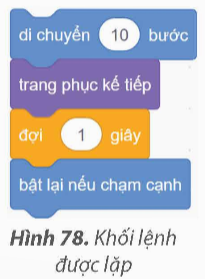 di chuyển 10 bước
trang phục kế tiếp
đợi 1 giây
bật lại nếu chạm cạnh
Hình 78. Khối lệnh
được lặp